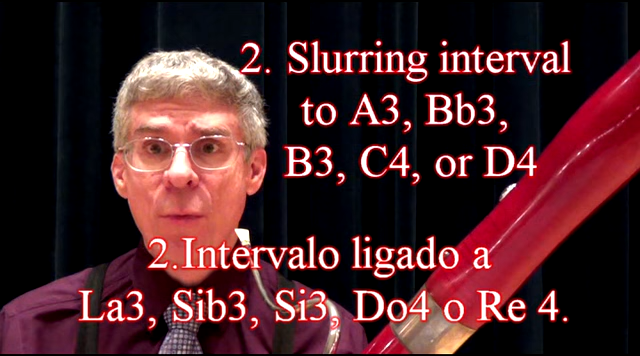 2. Slurring interval
to A3, Bb3,
B3, C4, or D4
2.Intervalo ligado a
La3, Sib3, Si3, Do4 o Re 4.